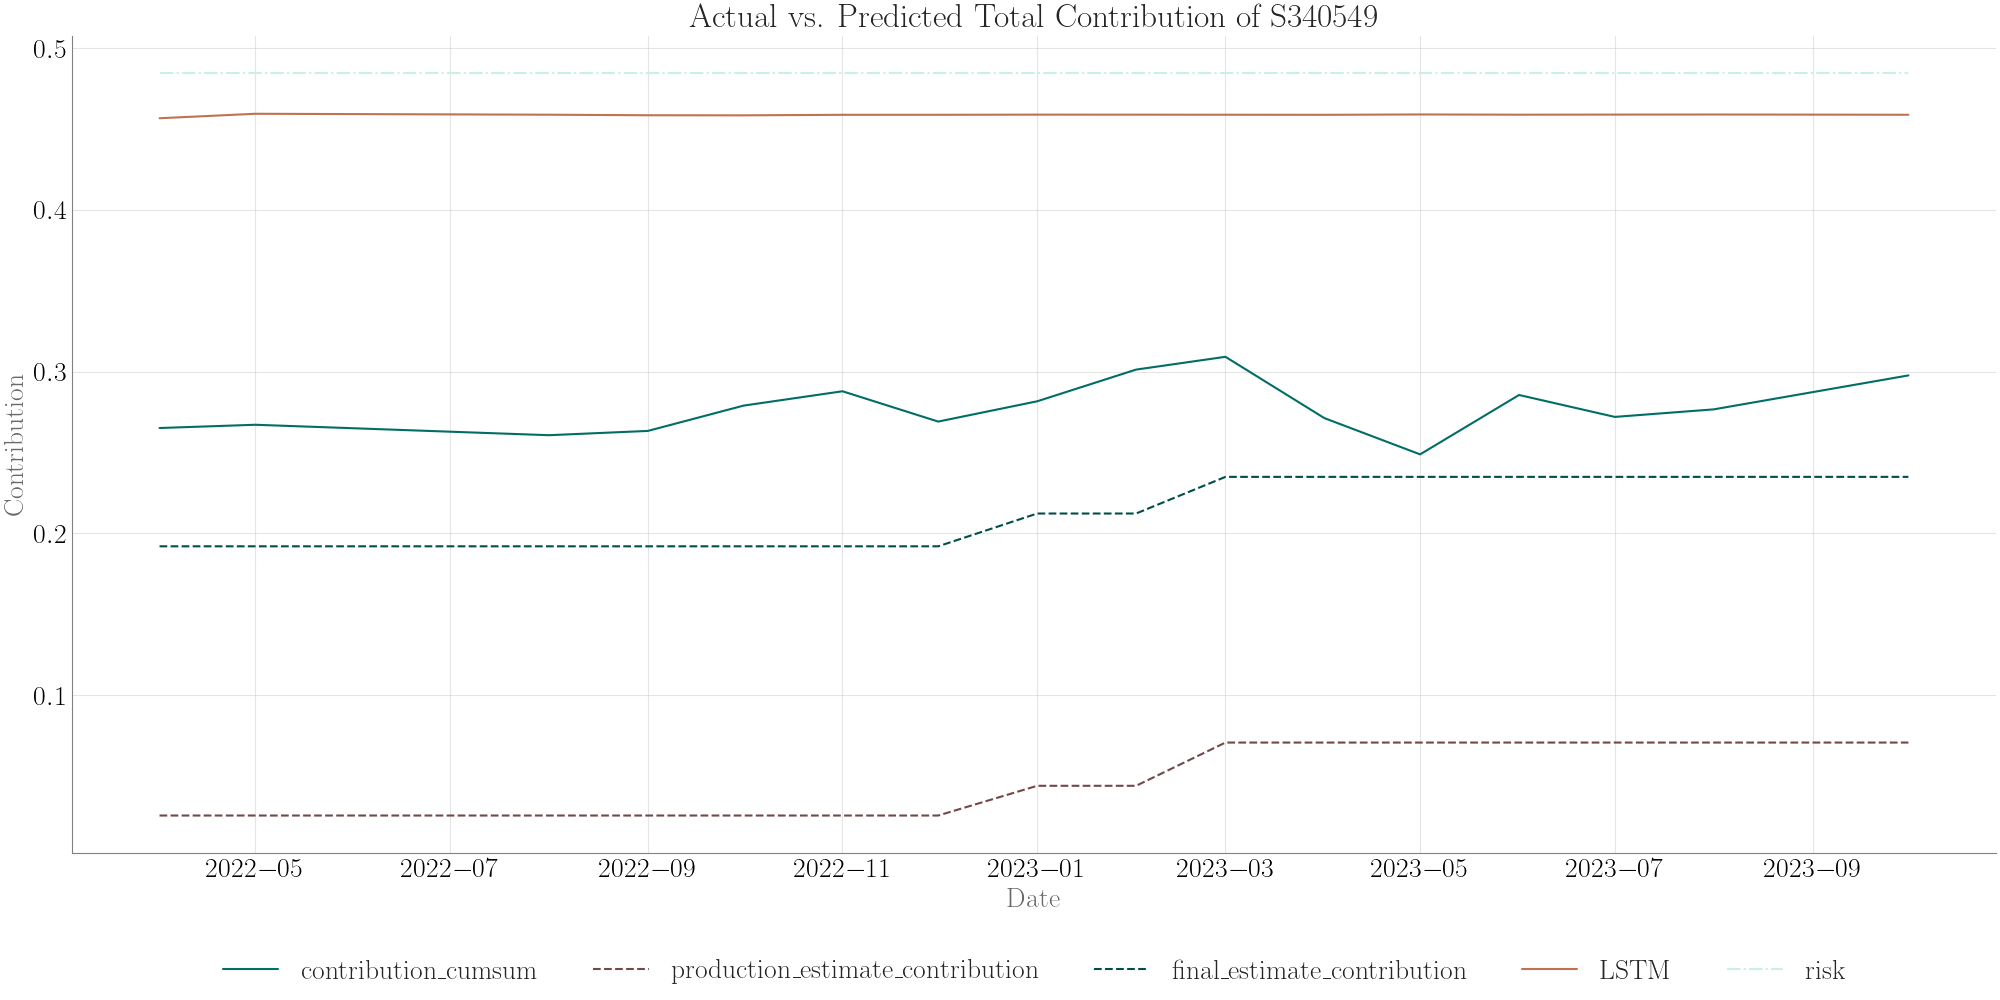 Actual vs. Predicted Total Contribution of S340549
0.5
0.4
0.3
0.2
0.1
Contribution
2022–05 2022–07 2022–09 2022–11 2023–01 2023–03 2023–05 2023–07 2023–09
Date
contribution_cumsum production_estimate_contribution final_estimate_contribution LSTM risk